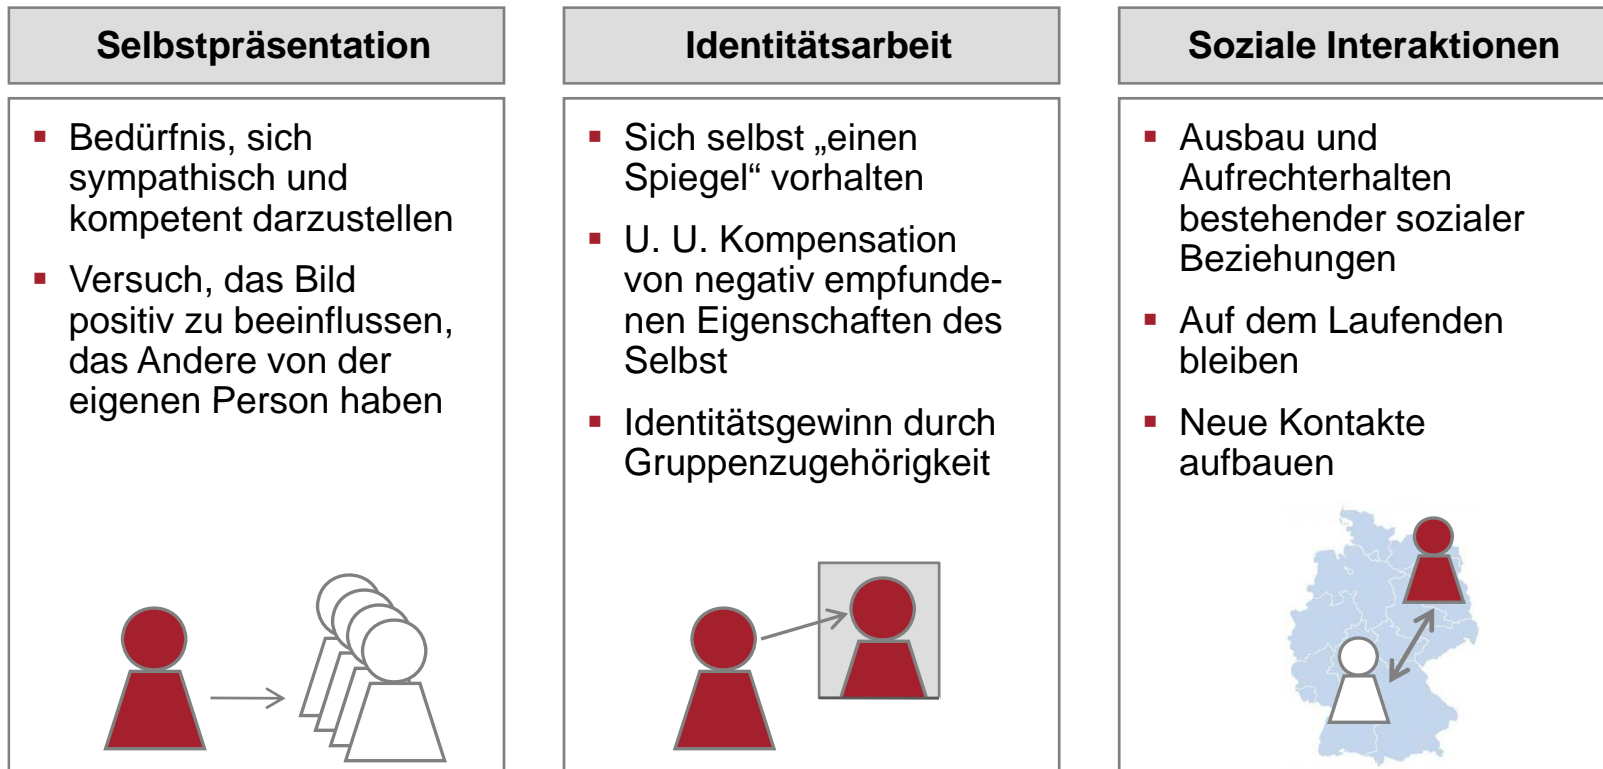 Selbstpräsentation
Bedürfnis, sich
sympathisch und
kompetent darzustellen
Versuch, das Bild
positiv zu beeinflussen,
das Andere von der
eigenen Person haben
Identitätsarbeit
Sich selbst „einen
Spiegel“ vorhalten
U. U. Kompensation
von negativ empfunde-
nen Eigenschaften des
Selbst
Identitätsgewinn durch
Gruppenzugehörigkeit
Soziale Interaktionen
Ausbau und
Aufrechterhalten
bestehender sozialer
Beziehungen
Auf dem Laufenden
bleiben
Neue Kontakte
aufbauen